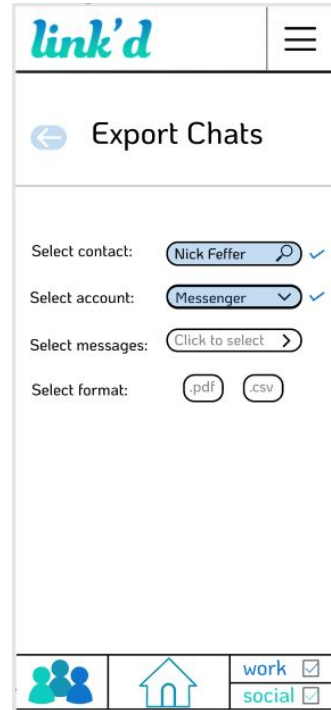 link'd
Export Chats
Select contact: Nick Feffer
Select account: Messenger
Select messages: Click to select
Select format: .pdf .csv
work
social